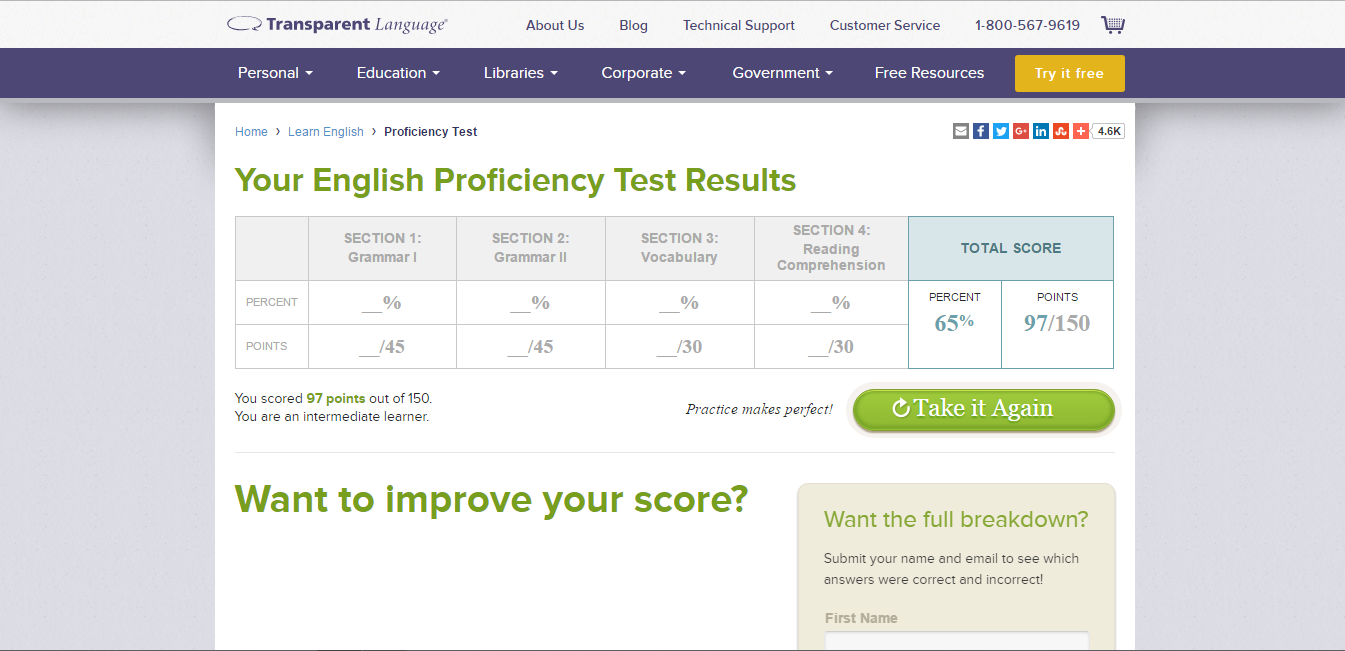 Transparent Language®
About Us Blog Technical Support Customer Service 1-800-567-9619
Personal Education Libraries Corporate Government Free Resources Try it free
Home › Learn English › Proficiency Test
4.6K
Your English Proficiency Test Results
SECTION 1:
Grammar I
SECTION 2:
Grammar II
SECTION 3:
Vocabulary
SECTION 4:
Reading
Comprehension
TOTAL SCORE
PERCENT __% __% __% __%
PERCENT
65%
POINTS
97/150
POINTS __/45 __/45 __/30 __/30
You scored 97 points out of 150.
You are an intermediate learner.
Practice makes perfect!
Take it Again
Want to improve your score?
Want the full breakdown?
Submit your name and email to see which
answers were correct and incorrect!
First Name